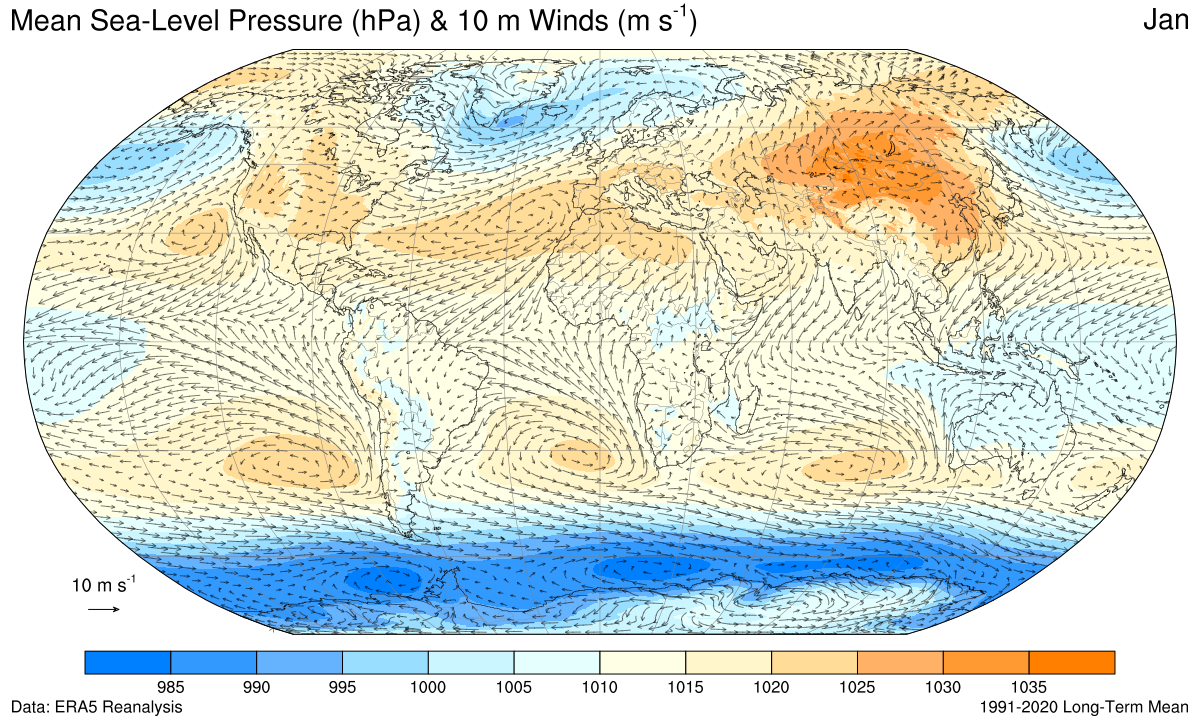 Mean Sea-Level Pressure (hPa) & 10 m Winds (m s⁻¹) Jan
10 m s⁻¹
985 990 995 1000 1005 1010 1015 1020 1025 1030 1035
Data: ERA5 Reanalysis 1991-2020 Long-Term Mean